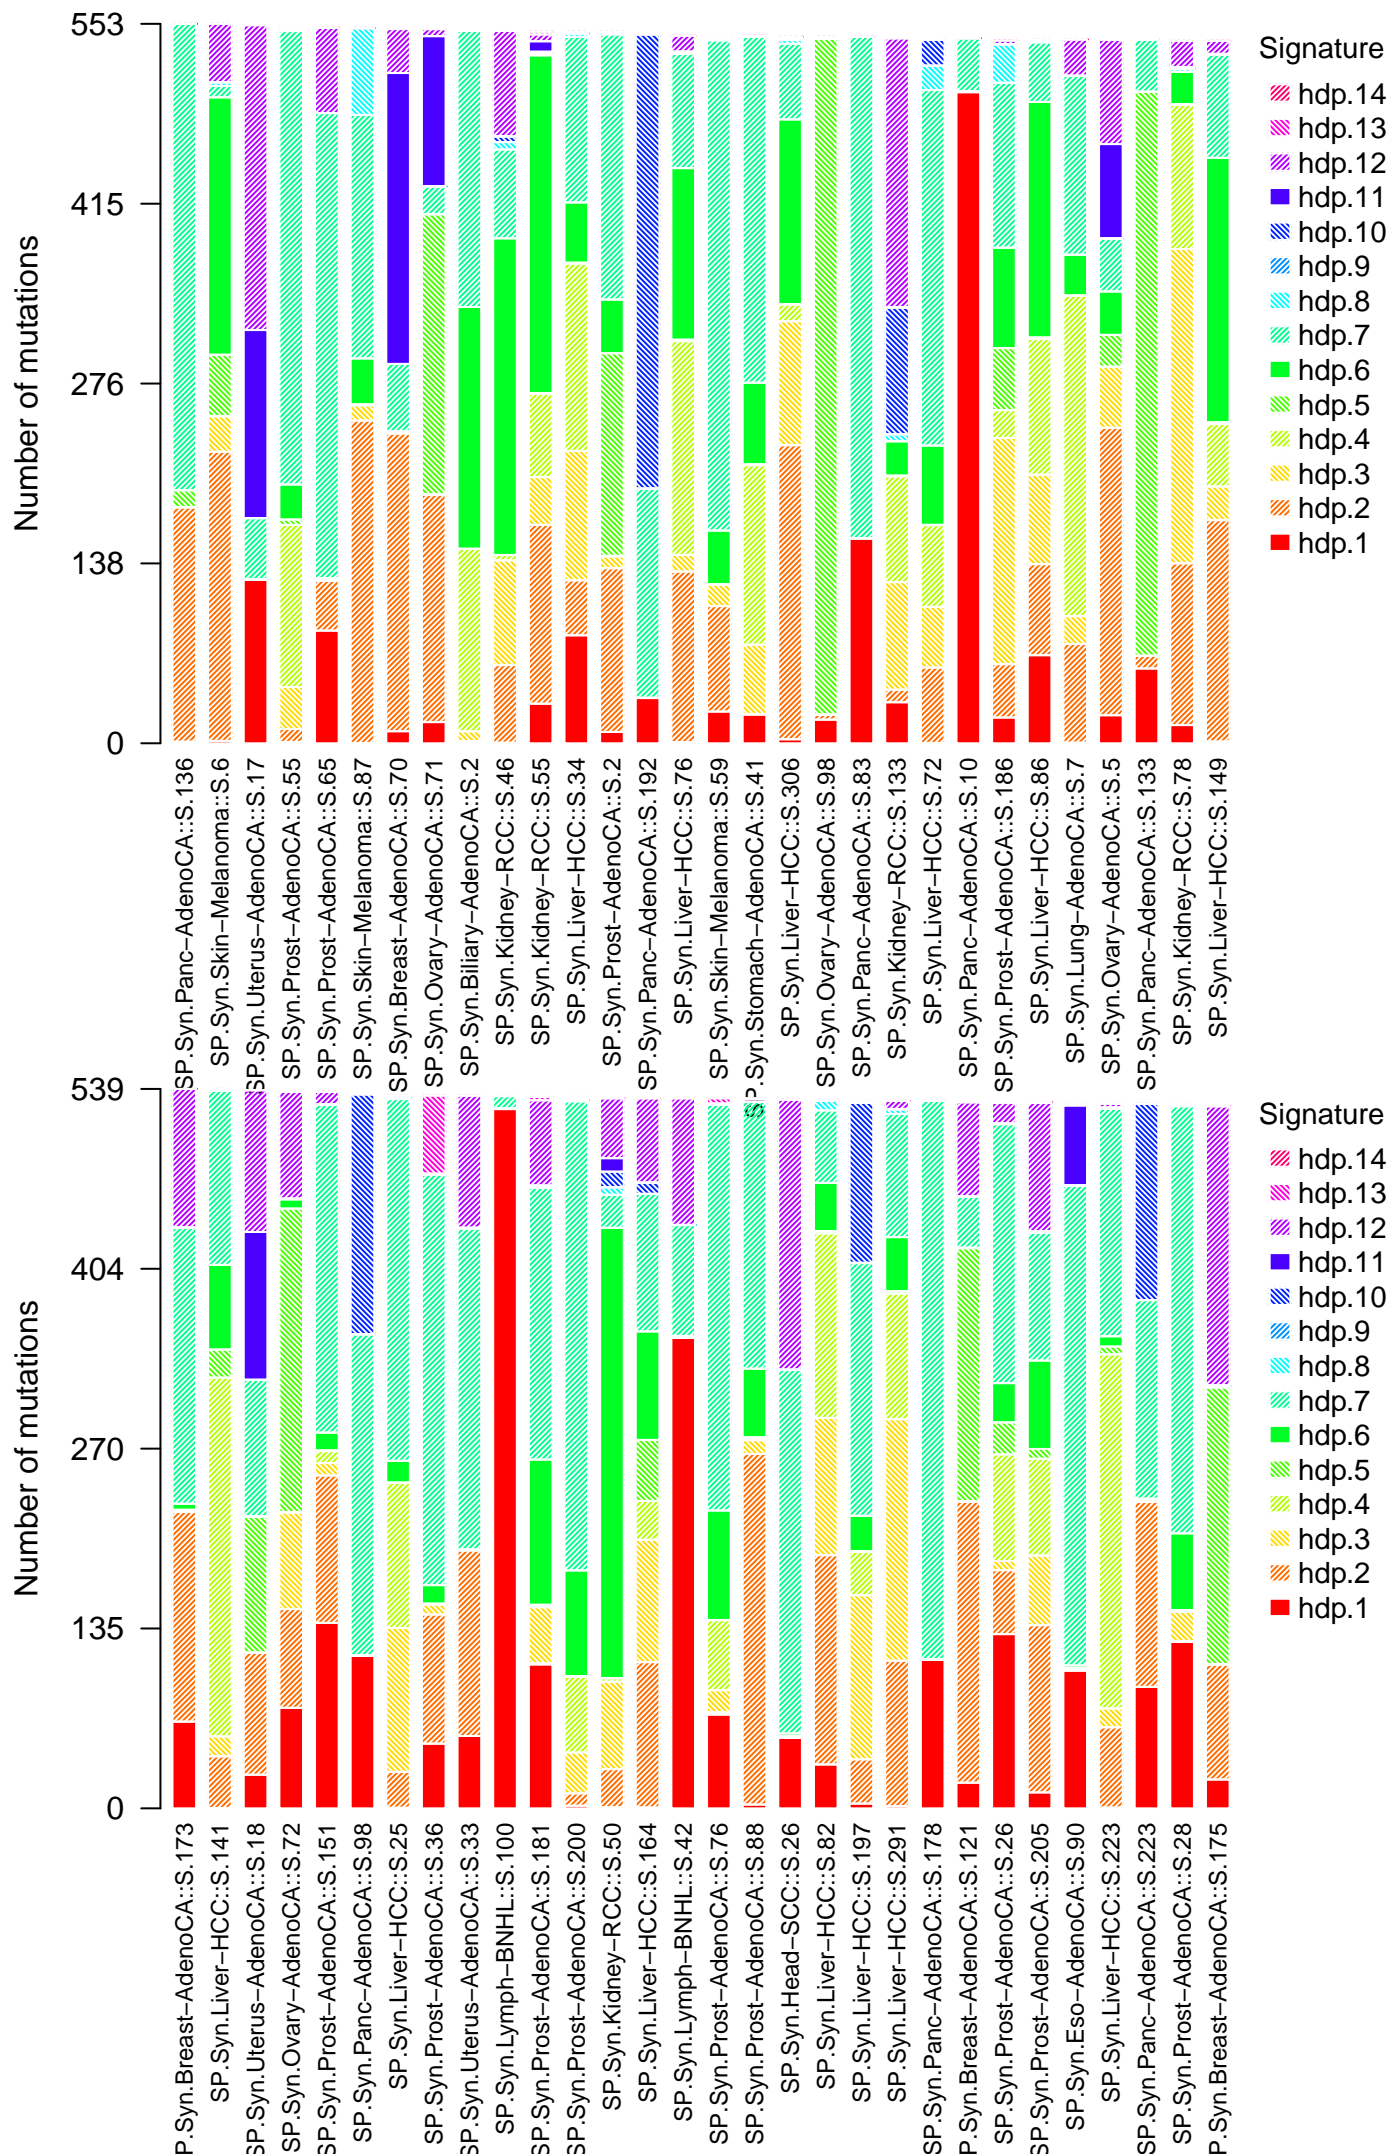 Number of mutations
553
415
276
138
0
Signature
hdp.14
hdp.13
hdp.12
hdp.11
hdp.10
hdp.9
hdp.8
hdp.7
hdp.6
hdp.5
hdp.4
hdp.3
hdp.2
hdp.1
SP.Syn.Panc−AdenoCA::S.136
SP.Syn.Skin−Melanoma::S.6
SP.Syn.Uterus−AdenoCA::S.17
SP.Syn.Prost−AdenoCA::S.55
SP.Syn.Prost−AdenoCA::S.65
SP.Syn.Skin−Melanoma::S.87
SP.Syn.Breast−AdenoCA::S.70
SP.Syn.Ovary−AdenoCA::S.71
SP.Syn.Biliary−AdenoCA::S.2
SP.Syn.Kidney−RCC::S.46
SP.Syn.Kidney−RCC::S.55
SP.Syn.Liver−HCC::S.34
SP.Syn.Prost−AdenoCA::S.2
SP.Syn.Panc−AdenoCA::S.192
SP.Syn.Liver−HCC::S.76
SP.Syn.Skin−Melanoma::S.59
SP.Syn.Stomach−AdenoCA::S.41
SP.Syn.Liver−HCC::S.306
SP.Syn.Ovary−AdenoCA::S.98
SP.Syn.Panc−AdenoCA::S.83
SP.Syn.Kidney−RCC::S.133
SP.Syn.Liver−HCC::S.72
SP.Syn.Panc−AdenoCA::S.10
SP.Syn.Prost−AdenoCA::S.186
SP.Syn.Liver−HCC::S.86
SP.Syn.Lung−AdenoCA::S.7
SP.Syn.Ovary−AdenoCA::S.5
SP.Syn.Panc−AdenoCA::S.133
SP.Syn.Kidney−RCC::S.78
SP.Syn.Liver−HCC::S.149
Number of mutations
539
404
270
135
0
Signature
hdp.14
hdp.13
hdp.12
hdp.11
hdp.10
hdp.9
hdp.8
hdp.7
hdp.6
hdp.5
hdp.4
hdp.3
hdp.2
hdp.1
P.Syn.Breast−AdenoCA::S.173
SP.Syn.Liver−HCC::S.141
SP.Syn.Uterus−AdenoCA::S.18
SP.Syn.Ovary−AdenoCA::S.72
SP.Syn.Prost−AdenoCA::S.151
SP.Syn.Panc−AdenoCA::S.98
SP.Syn.Liver−HCC::S.25
SP.Syn.Prost−AdenoCA::S.36
SP.Syn.Uterus−AdenoCA::S.33
SP.Syn.Lymph−BNHL::S.100
SP.Syn.Prost−AdenoCA::S.181
SP.Syn.Prost−AdenoCA::S.200
SP.Syn.Kidney−RCC::S.50
SP.Syn.Liver−HCC::S.164
SP.Syn.Lymph−BNHL::S.42
SP.Syn.Prost−AdenoCA::S.76
SP.Syn.Prost−AdenoCA::S.88
SP.Syn.Head−SCC::S.26
SP.Syn.Liver−HCC::S.82
SP.Syn.Liver−HCC::S.197
SP.Syn.Liver−HCC::S.291
SP.Syn.Panc−AdenoCA::S.178
SP.Syn.Breast−AdenoCA::S.121
SP.Syn.Prost−AdenoCA::S.26
SP.Syn.Prost−AdenoCA::S.205
SP.Syn.Eso−AdenoCA::S.90
SP.Syn.Liver−HCC::S.223
SP.Syn.Panc−AdenoCA::S.223
SP.Syn.Prost−AdenoCA::S.28
SP.Syn.Breast−AdenoCA::S.175